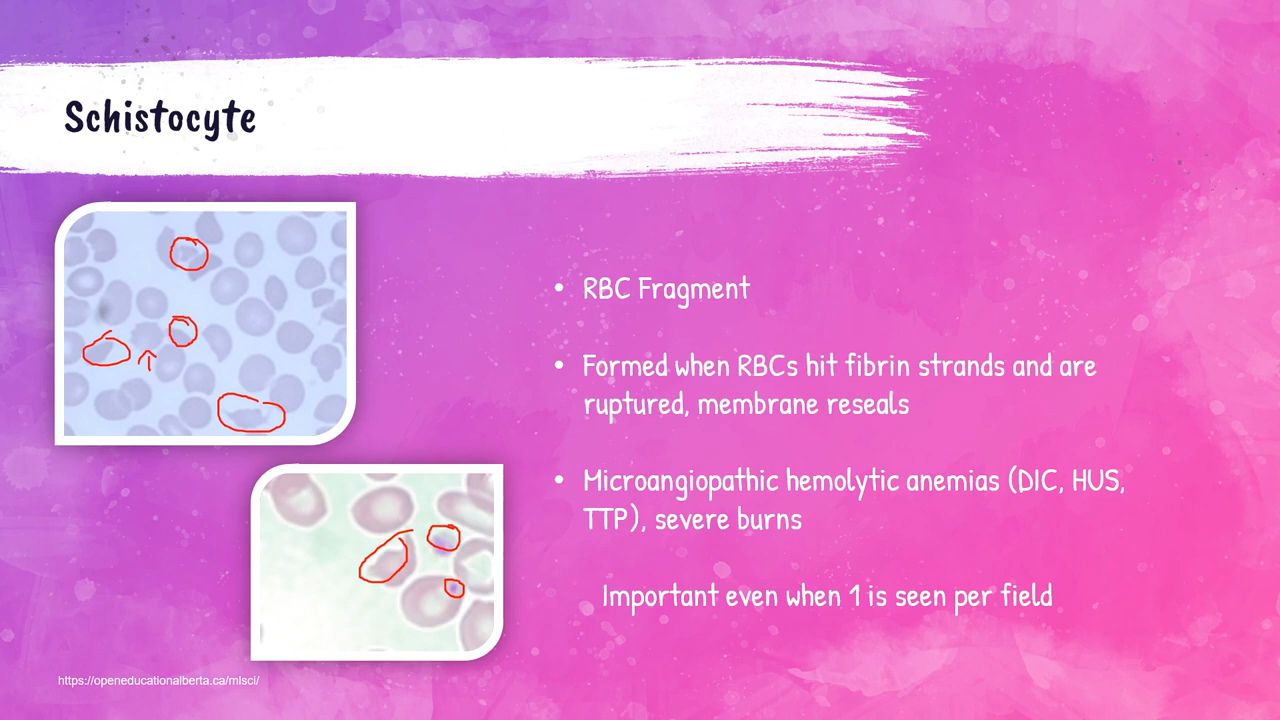 Schistocyte
• RBC Fragment
• Formed when RBCs hit fibrin strands and are
ruptured, membrane reseals
• Microangiopathic hemolytic anemias (DIC, HUS,
TTP), severe burns
Important even when 1 is seen per field
https://openeducationalberta.ca/mlsci/